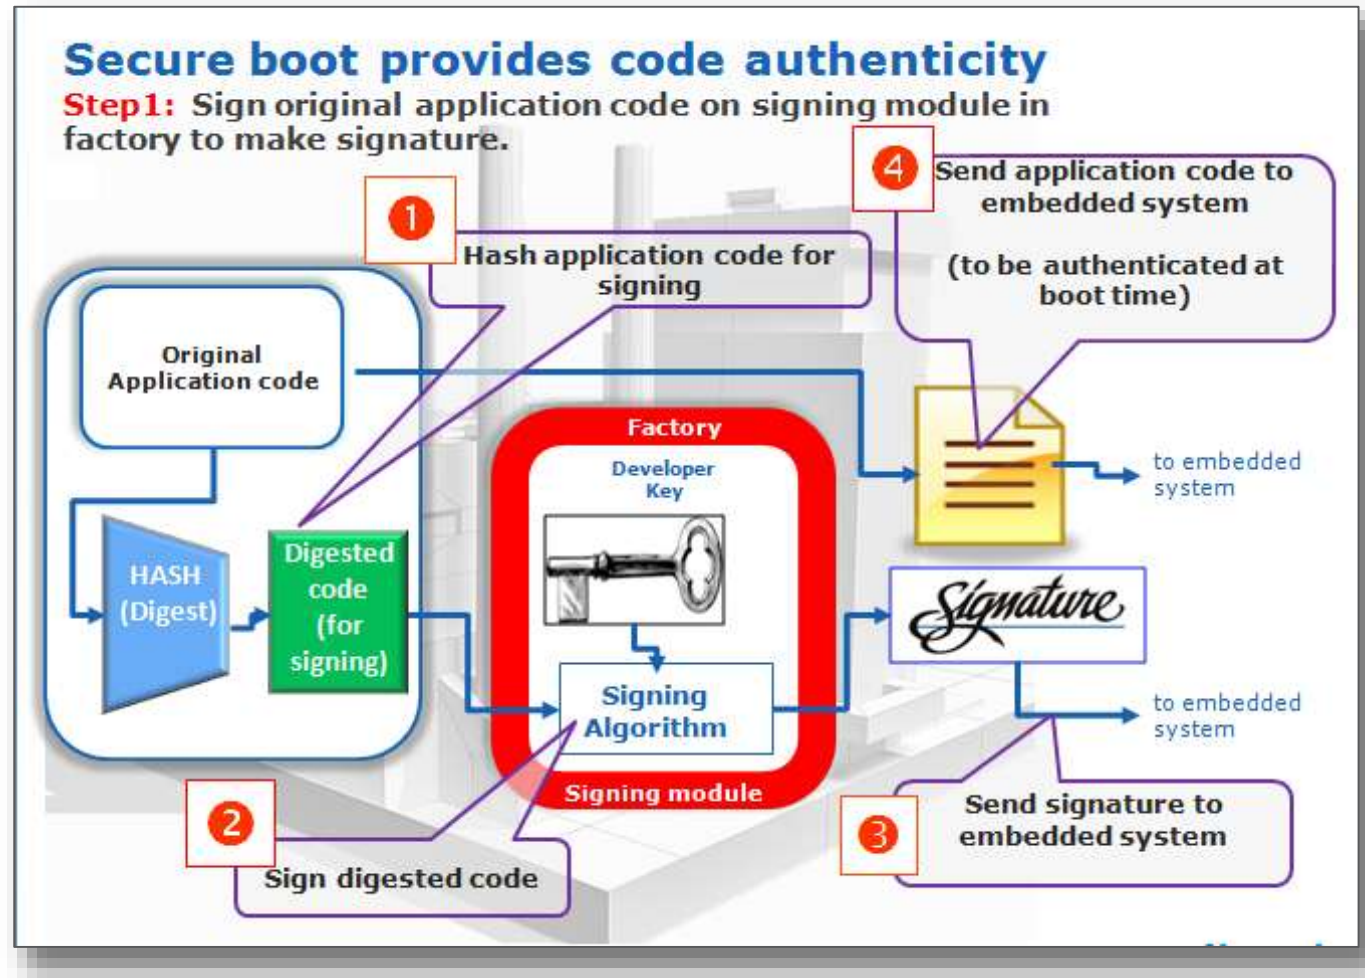 Secure boot provides code authenticity
Step1: Sign original application code on signing module in
factory to make signature.
1
Hash application code for
signing
4
Send application code to
embedded system
(to be authenticated at
boot time)
Original
Application code
Factory
Developer
Key
to embedded
system
HASH
(Digest)
Digested
code
(for
signing)
Signature
Signing
Algorithm
to embedded
system
Signing module
2
Sign digested code
3
Send signature to
embedded system